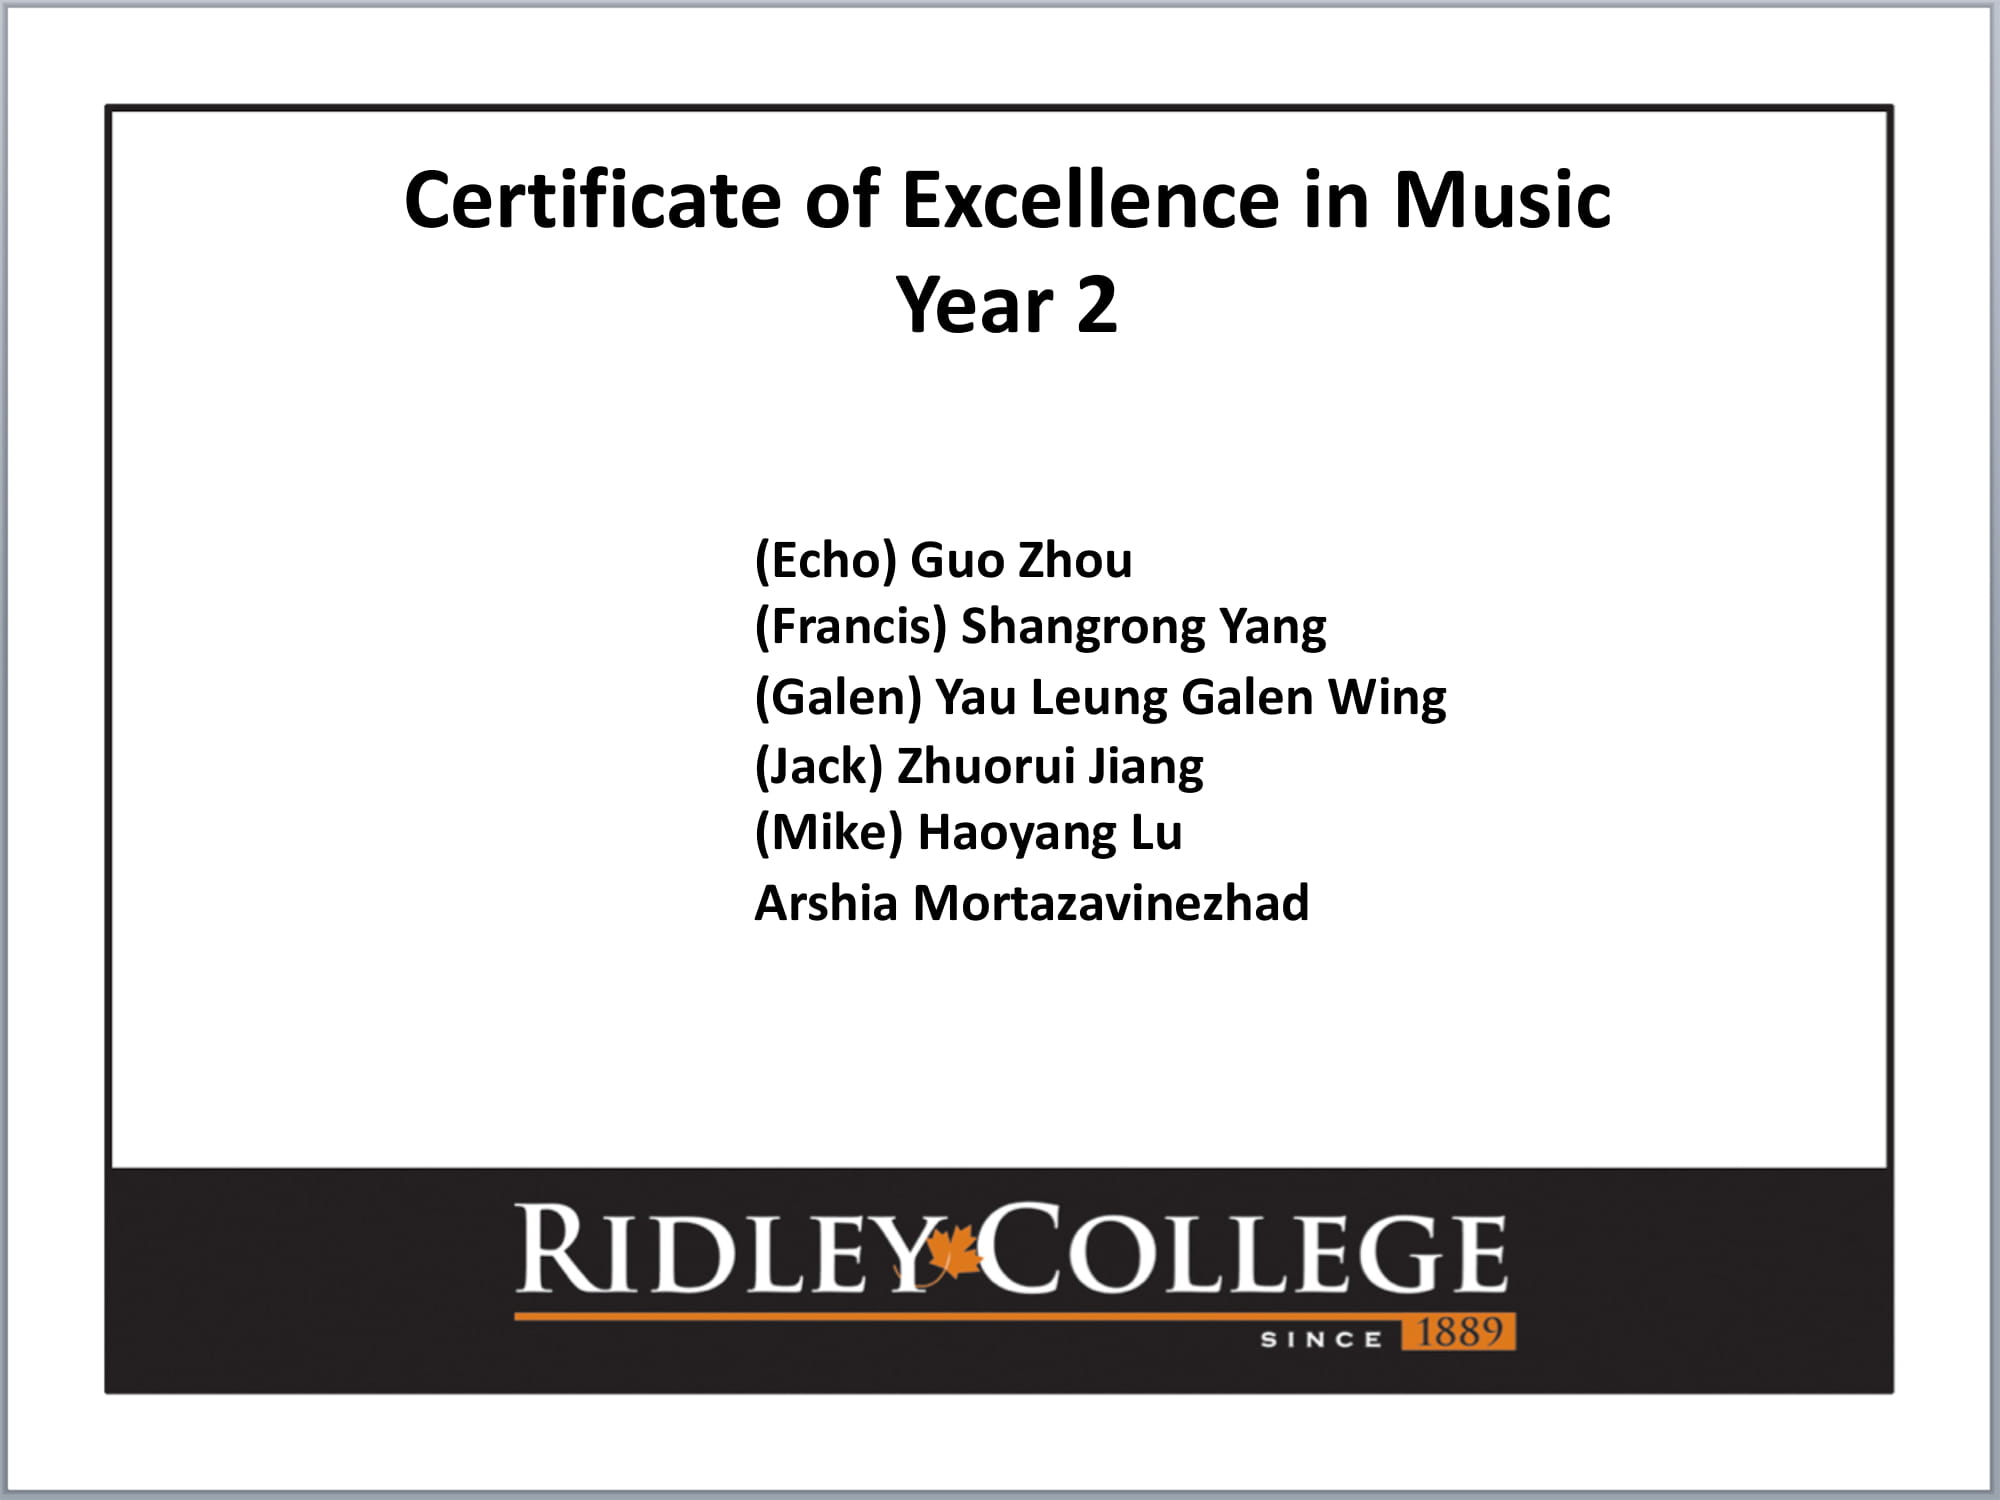 Certificate of Excellence in Music
Year 2
(Echo) Guo Zhou
(Francis) Shangrong Yang
(Galen) Yau Leung Galen Wing
(Jack) Zhuorui Jiang
(Mike) Haoyang Lu
Arshia Mortazavinezhad
RIDLEY COLLEGE
SINCE 1889